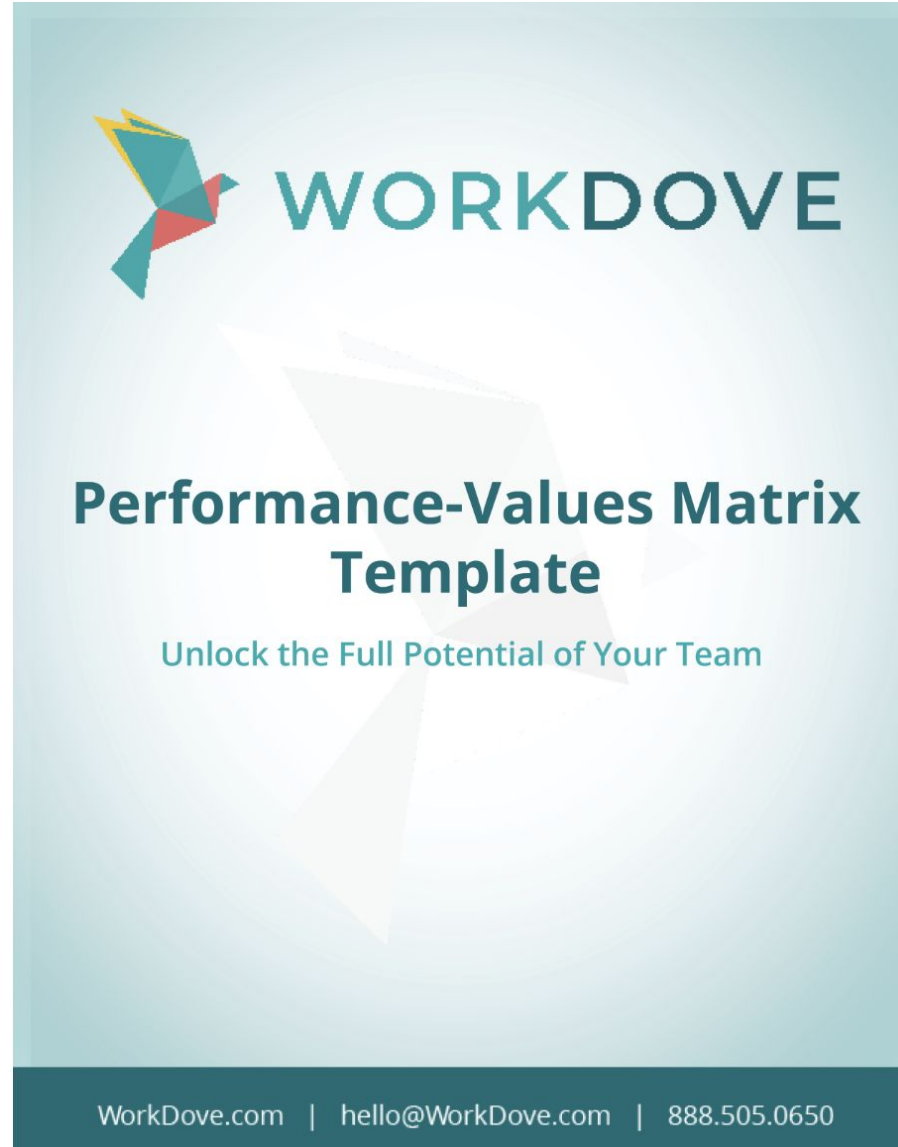 WORKDOVE
Performance-Values Matrix
Template
Unlock the Full Potential of Your Team
WorkDove.com | hello@WorkDove.com | 888.505.0650